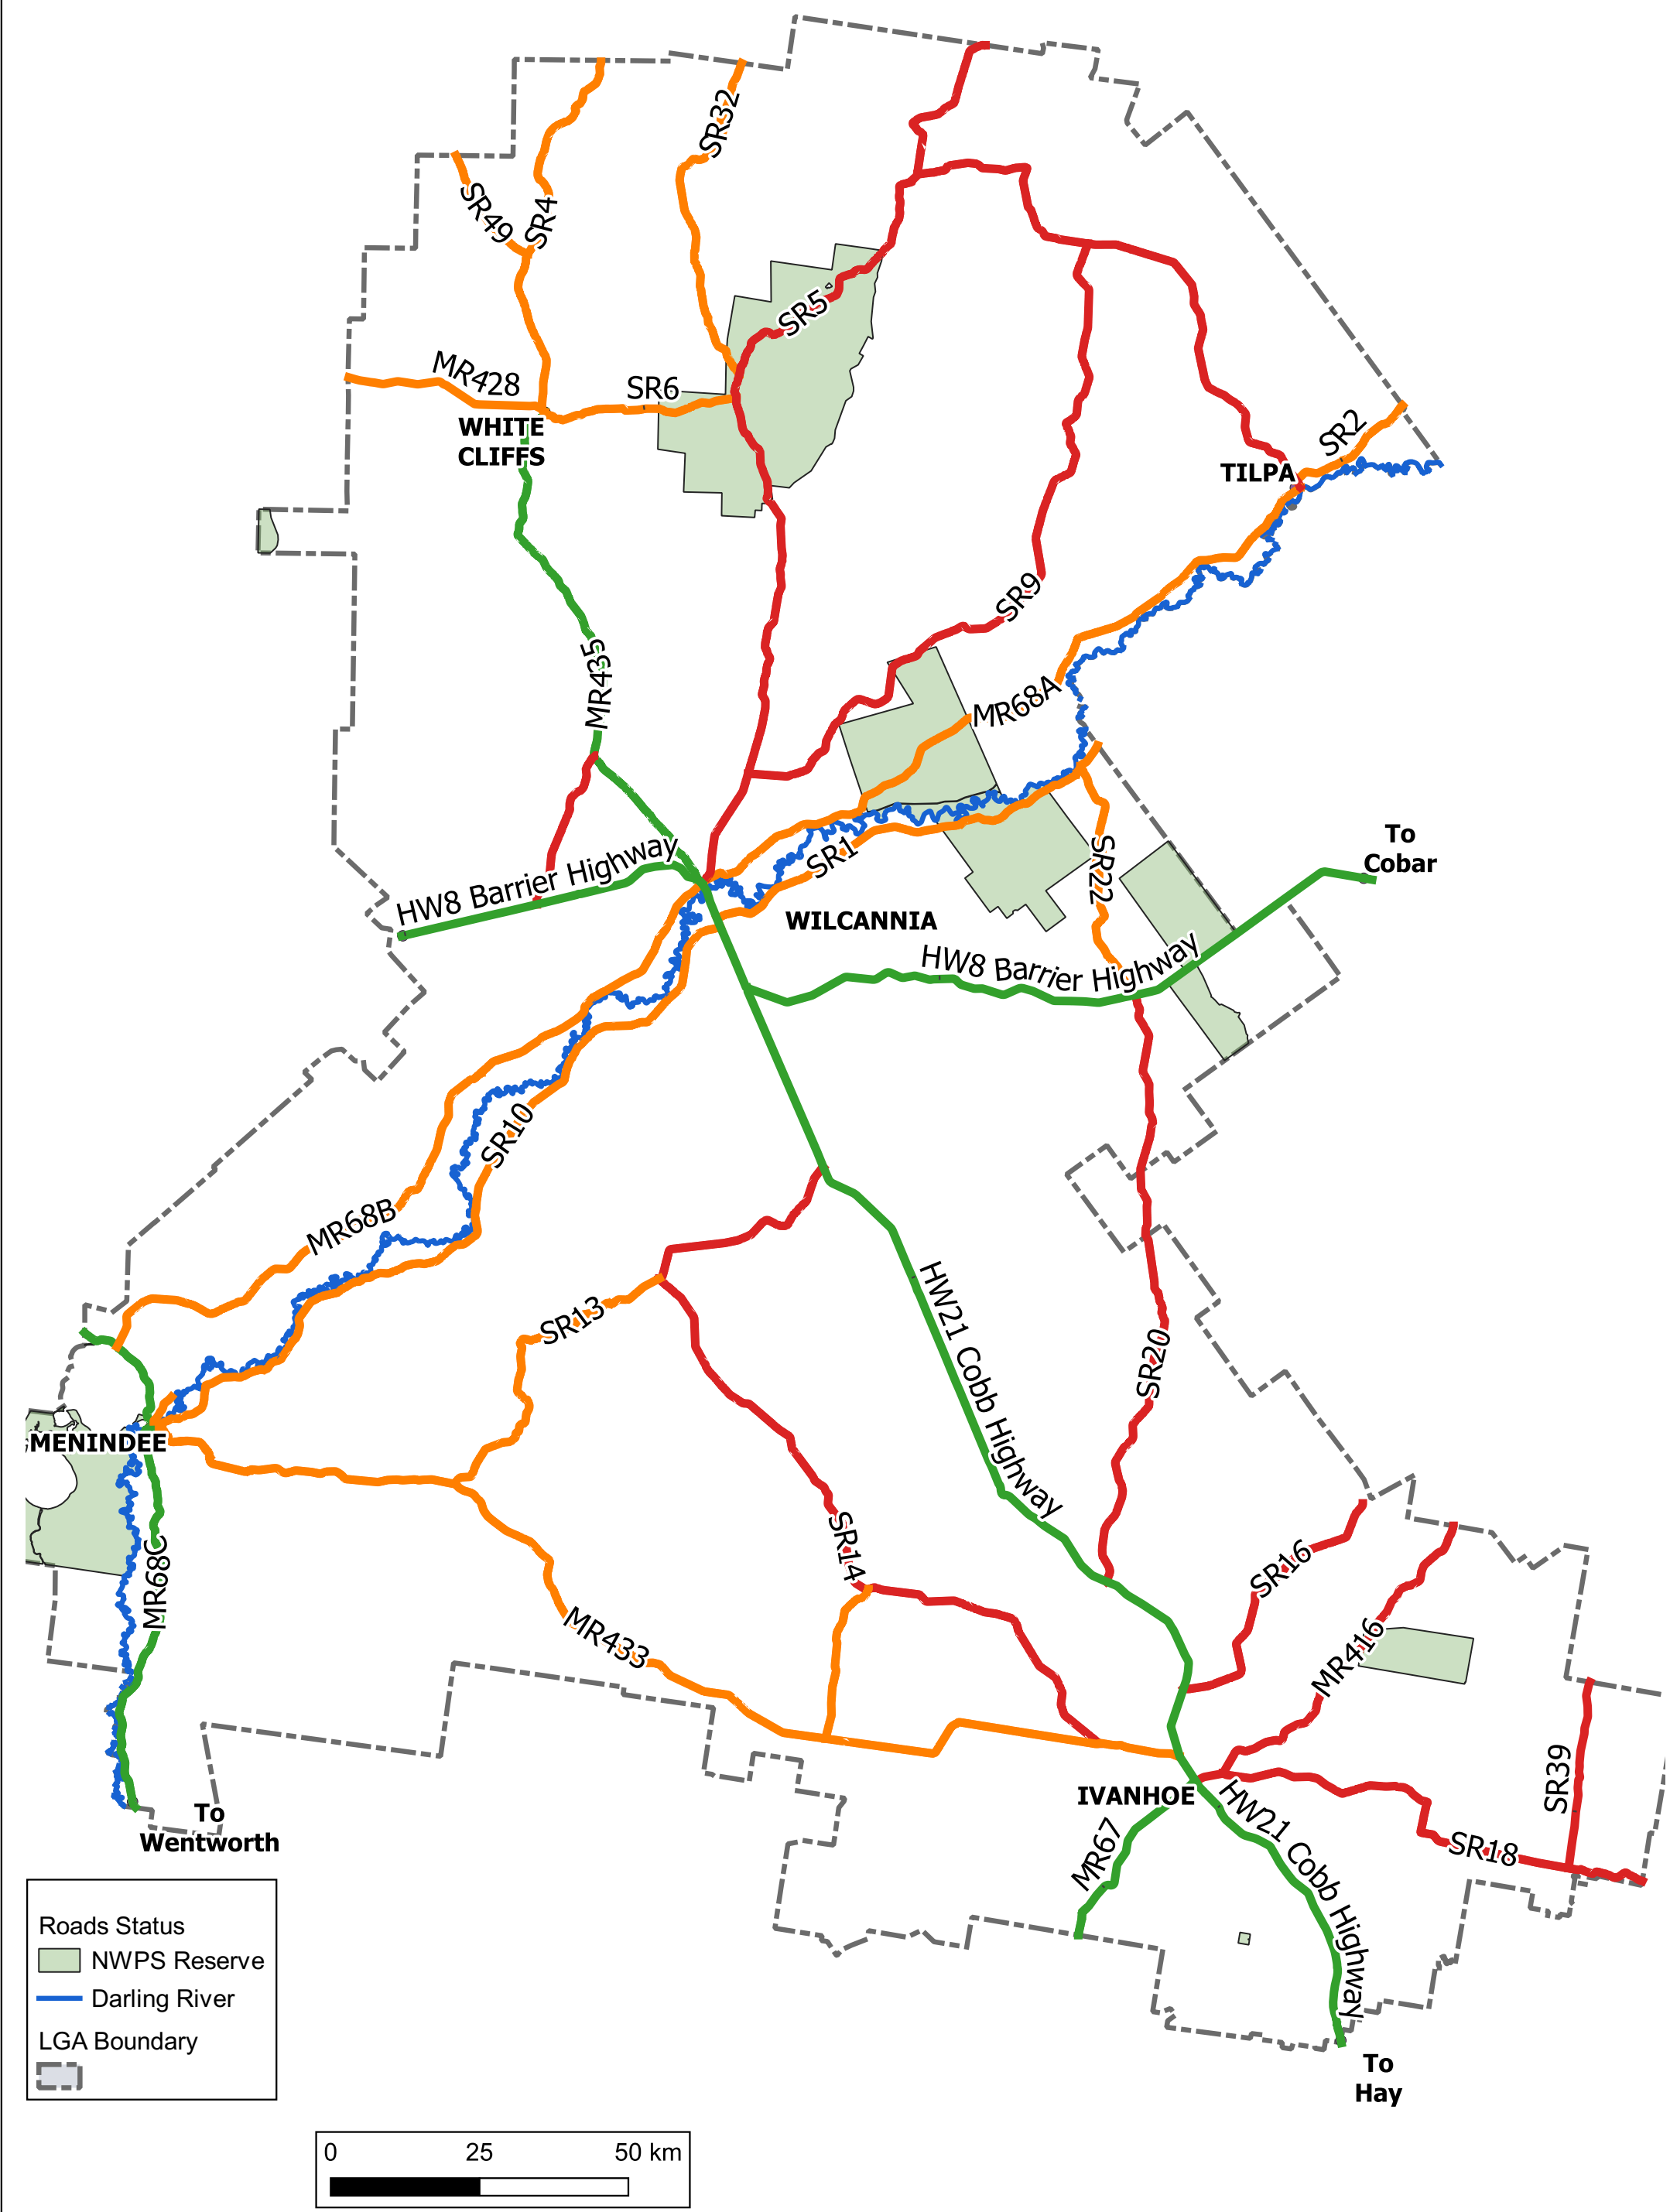 SR32
SR49
SR4
SR5
MR428
SR6
WHITE
CLIFFS
SR2
TILPA
SR9
MR435
MR68A
SR1
SR22
To
Cobar
HW8 Barrier Highway
WILCANNIA
HW8 Barrier Highway
SR10
MR68B
SR13
HW21 Cobb Highway
SR20
MENINDEE
SR14
MR68C
SR16
MR433
MR416
SR39
IVANHOE
HW21 Cobb Highway
MR67
SR18
To
Wentworth
To
Hay
Roads Status
NWPS Reserve
Darling River
LGA Boundary
0 25 50 km